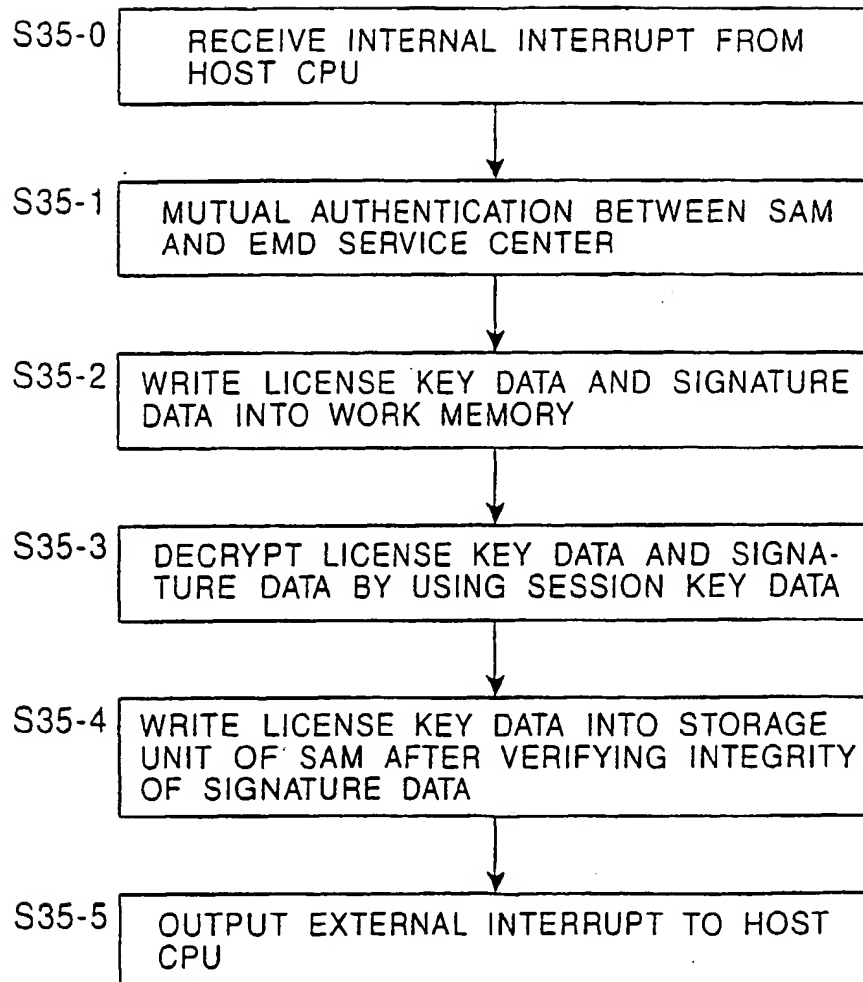 S35-0
RECEIVE INTERNAL INTERRUPT FROM
HOST CPU
S35-1
MUTUAL AUTHENTICATION BETWEEN SAM
AND EMD SERVICE CENTER
S35-2
WRITE LICENSE KEY DATA AND SIGNATURE
DATA INTO WORK MEMORY
S35-3
DECRYPT LICENSE KEY DATA AND SIGNA-
TURE DATA BY USING SESSION KEY DATA
S35-4
WRITE LICENSE KEY DATA INTO STORAGE
UNIT OF SAM AFTER VERIFYING INTEGRITY
OF SIGNATURE DATA
S35-5
OUTPUT EXTERNAL INTERRUPT TO HOST
CPU